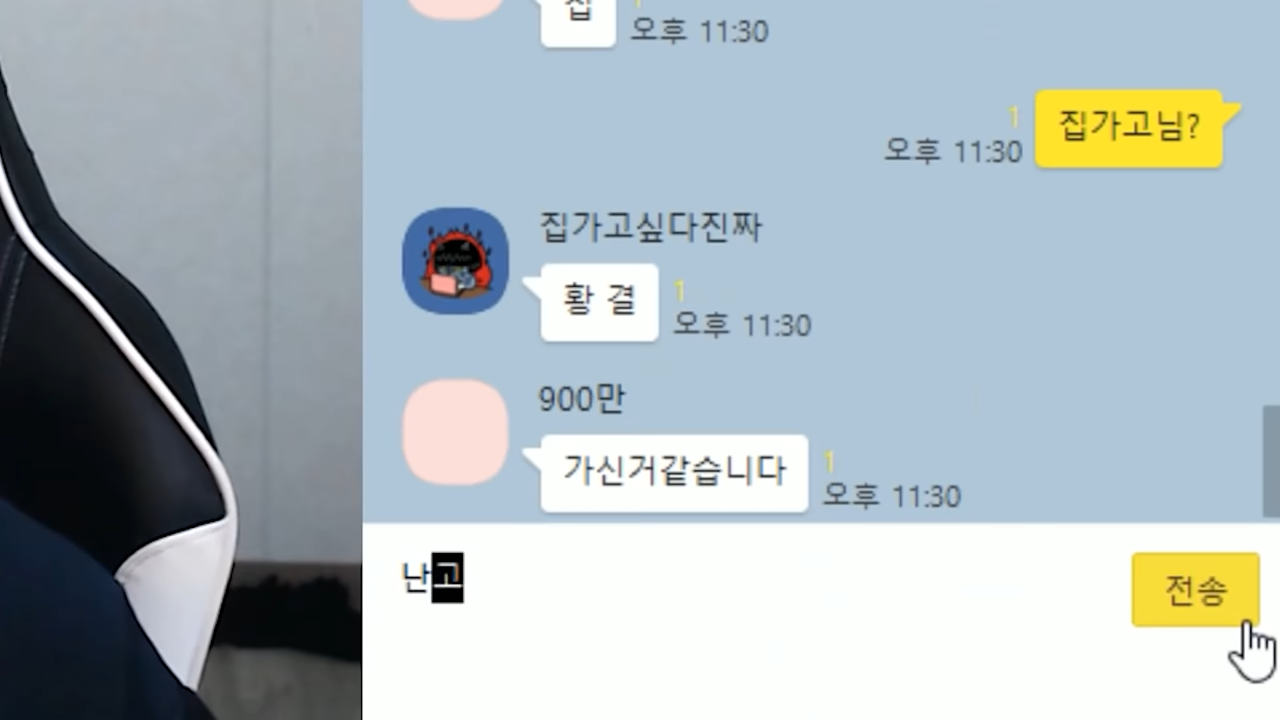 집
1
오후 11:30
1
오후 11:30
집가고님?
집가고싶다진짜
황 결
1
오후 11:30
900만
가신거같습니다
1
오후 11:30
난고
전송